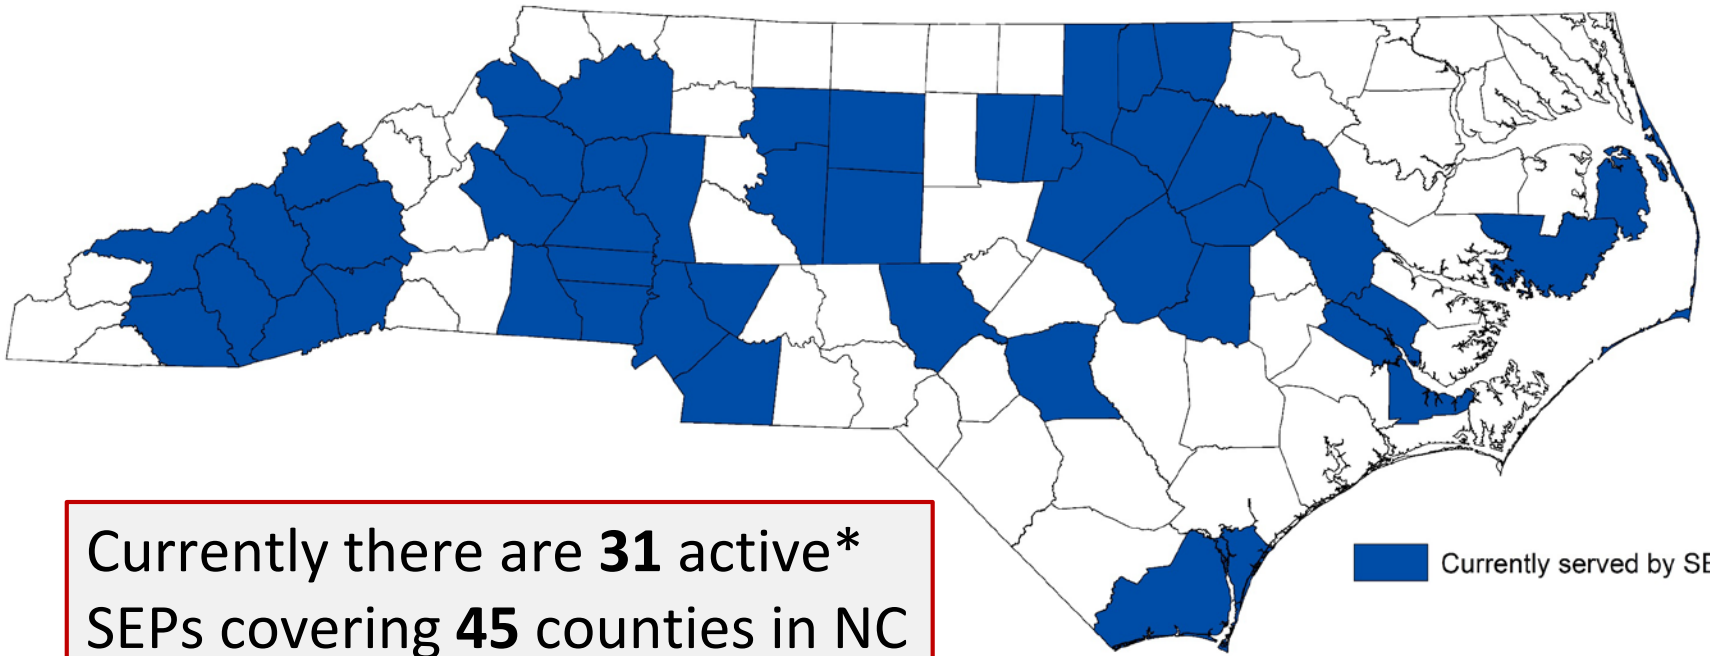 Currently there are 31 active*
SEPs covering 45 counties in NC
Currently served by